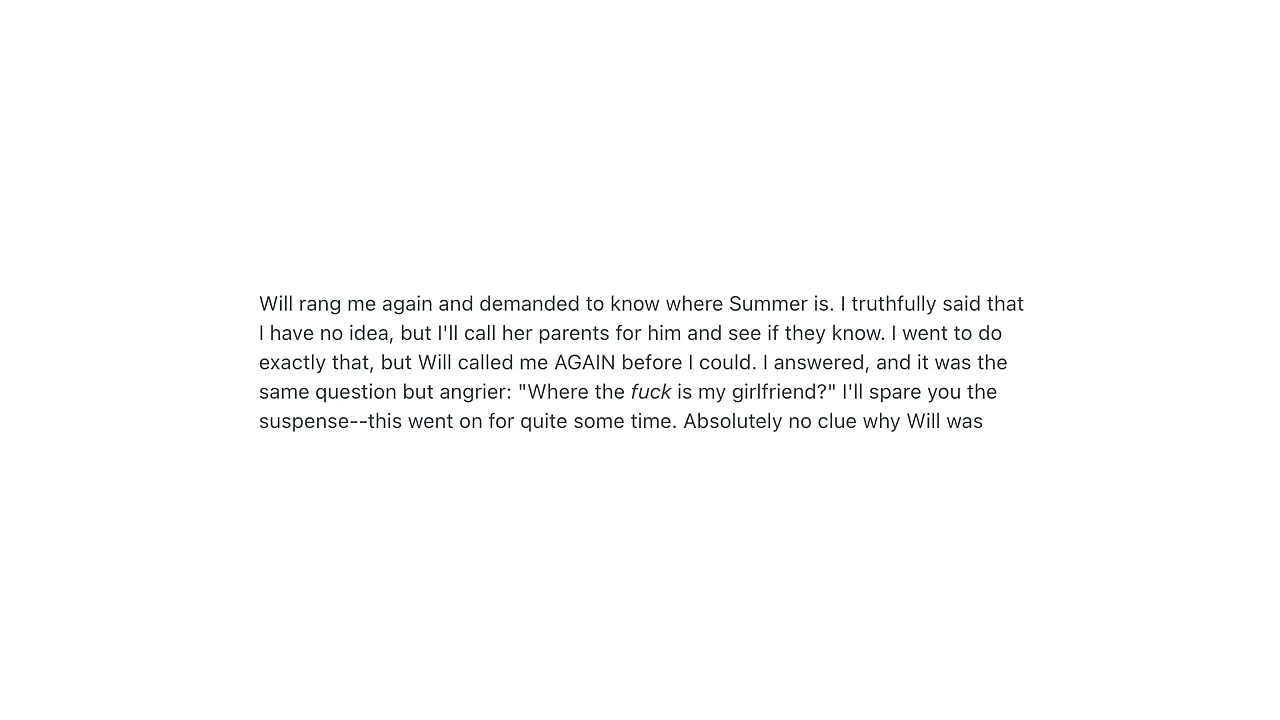 Will rang me again and demanded to know where Summer is. I truthfully said that
I have no idea, but I'll call her parents for him and see if they know. I went to do
exactly that, but Will called me AGAIN before I could. I answered, and it was the
same question but angrier: "Where the fuck is my girlfriend?" I'll spare you the
suspense--this went on for quite some time. Absolutely no clue why Will was